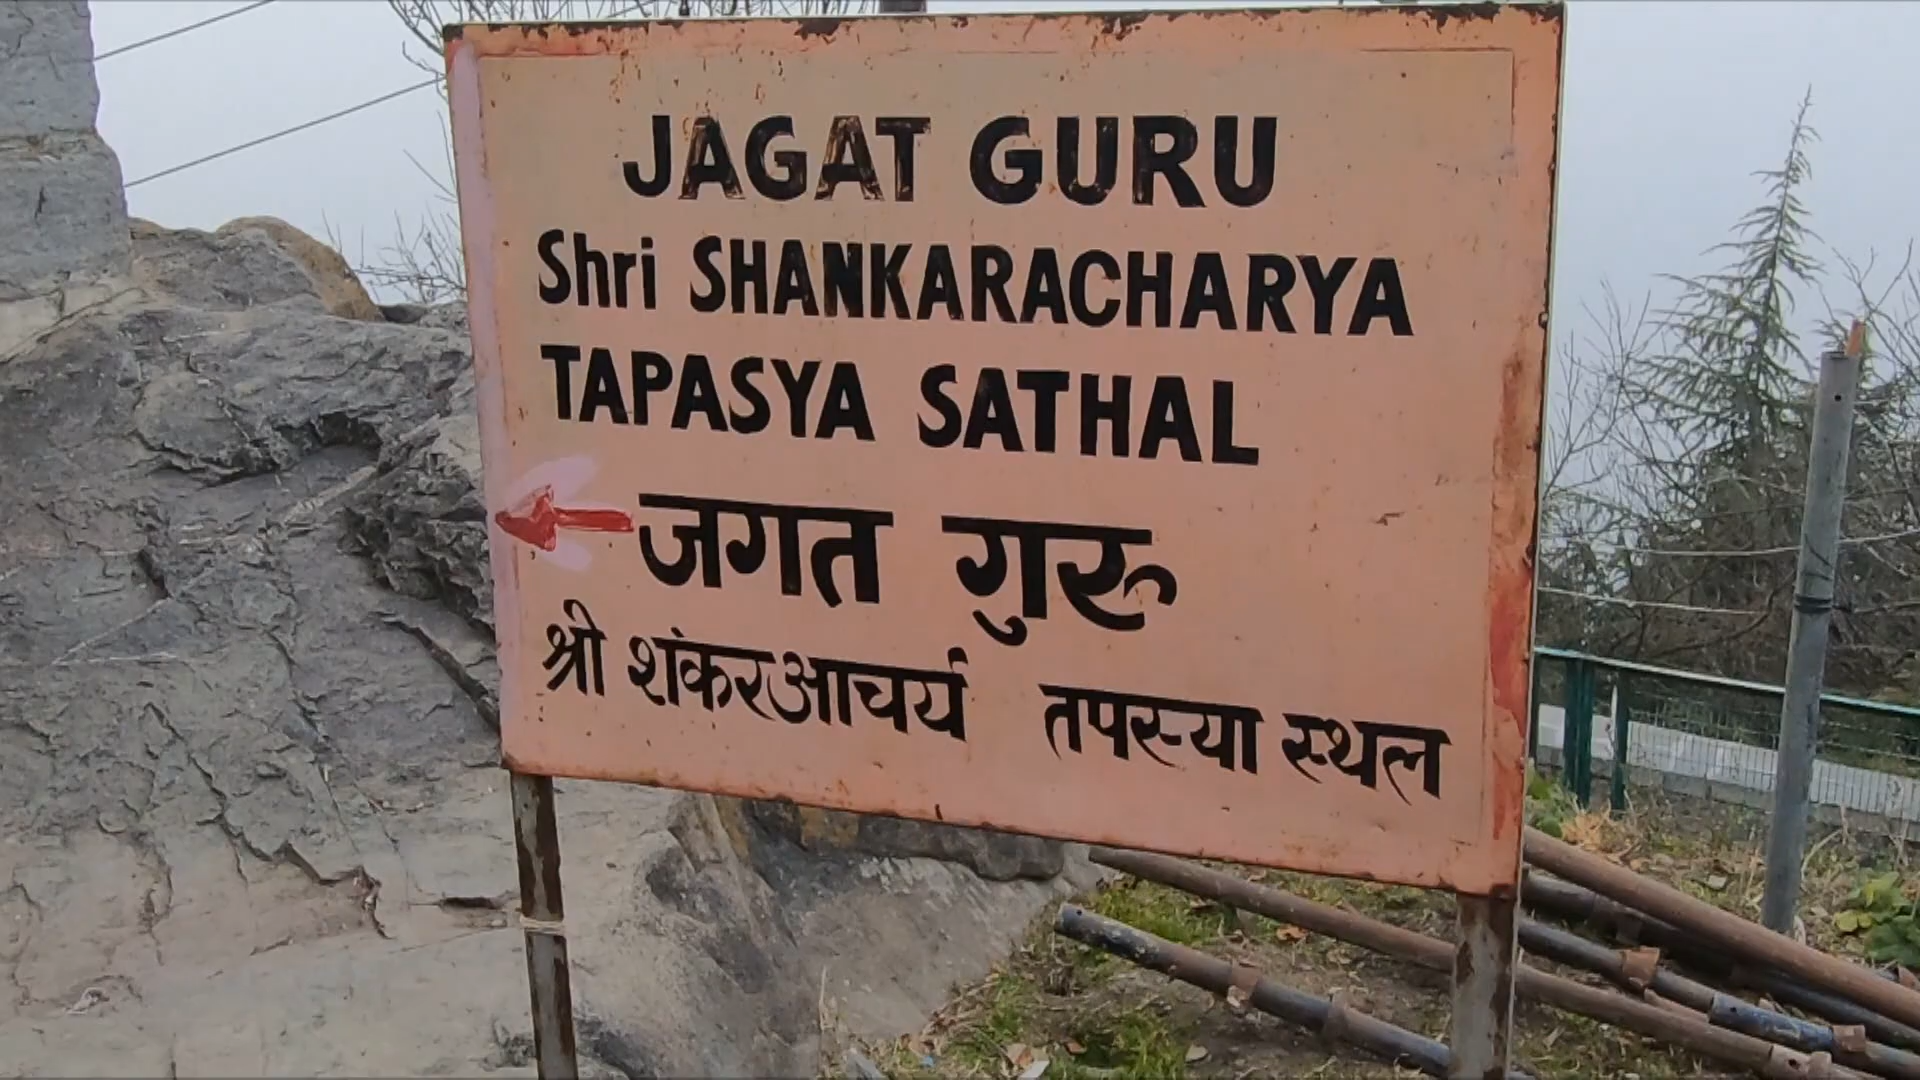 JAGAT GURU
Shri SHANKARACHARYA
TAPASYA SATHAL
जगत गुरू
श्री शंकरआचर्य तपस्या स्थल